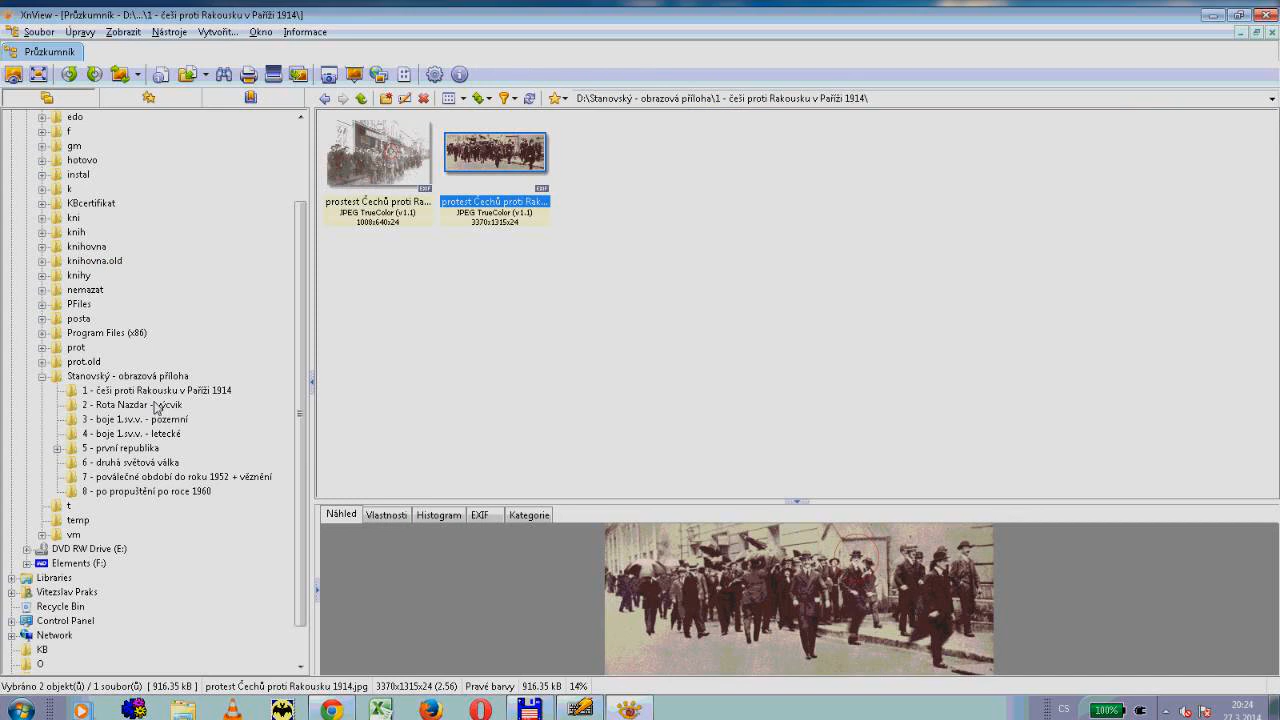 XnView - [Průzkumník - D:\...\1 - češi proti Rakousku v Paříži 1914\]
Soubor Úpravy Zobrazit Nástroje Vytvořit... Okno Informace
Průzkumník
D:\Stanovský - obrazová příloha\1 - češi proti Rakousku v Paříži 1914\
edo
f
gm
hotovo
instal
k
KBcertifikat
kni
knih
knihovna
knihovna.old
knihy
nemazat
PFiles
posta
Program Files (x86)
prot
prot.old
Stanovský - obrazová příloha
1 - češi proti Rakousku v Paříži 1914
2 - Rota Nazdar -
3 - boje 1.sv.v. - pozemní
4 - boje 1.sv.v. - letecké
5 - první republika
6 - druhá světová válka
7 - poválečné období do roku 1952 + věznění
8 - po propuštění po roce 1960
t
temp
vm
DVD RW Drive (E:)
Elements (F:)
Libraries
Vitezslav Praks
Recycle Bin
Control Panel
Network
KB
O
EXIF EXIF
prostest Čechů proti Ra... protest Čechů proti Rak...
JPEG TrueColor (v1.1) JPEG TrueColor (v1.1)
1008x640x24 3370x1315x24
Náhled Vlastnosti Histogram EXIF Kategorie
Vybráno 2 objekt(ů) / 1 soubor(ů) [ 916.35 kB ] protest Čechů proti Rakousku 1914.jpg 3370x1315x24 (2.56) Pravé barvy 916.35 kB 14%
CS 100% 20:24
27.3.2014